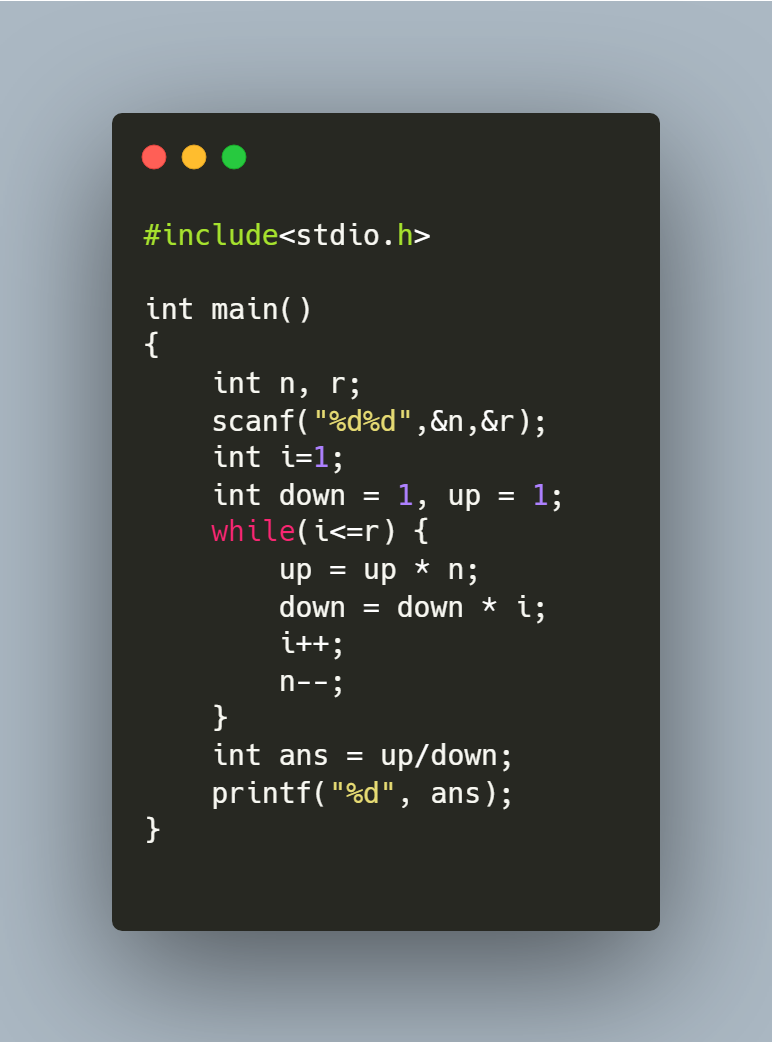 #include<stdio.h>

int main()
{
    int n, r;
    scanf("%d%d",&n,&r);
    int i=1;
    int down = 1, up = 1;
    while(i<=r) {
        up = up * n;
        down = down * i;
        i++;
        n--;
    }
    int ans = up/down;
    printf("%d", ans);
}